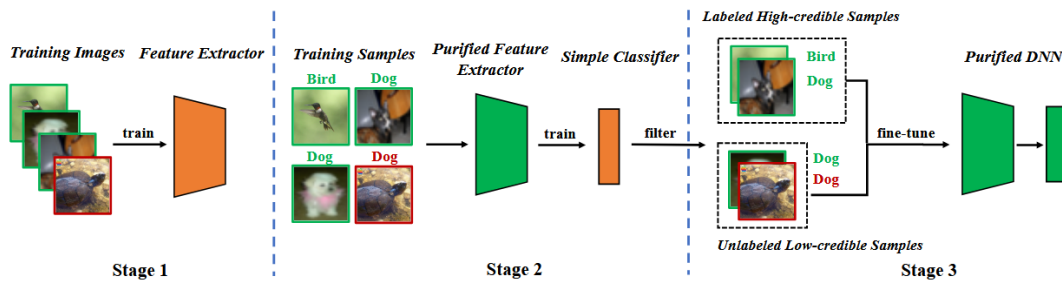 Training Images
Feature Extractor
train
Stage 1
Training Samples
Bird
Dog
Dog
Dog
Purified Feature
Extractor
train
Simple Classifier
filter
Stage 2
Labeled High-credible Samples
Bird
Dog
Dog
Dog
Unlabeled Low-credible Samples
fine-tune
Purified DNN
Stage 3